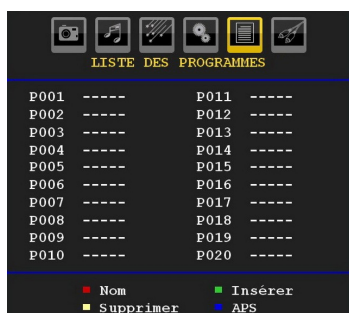 LISTE DES PROGRAMMES
P001 ----- P011 -----
P002 ----- P012 -----
P003 ----- P013 -----
P004 ----- P014 -----
P005 ----- P015 -----
P006 ----- P016 -----
P007 ----- P017 -----
P008 ----- P018 -----
P009 ----- P019 -----
P010 ----- P020 -----
Nom Insérer
Supprimer APS